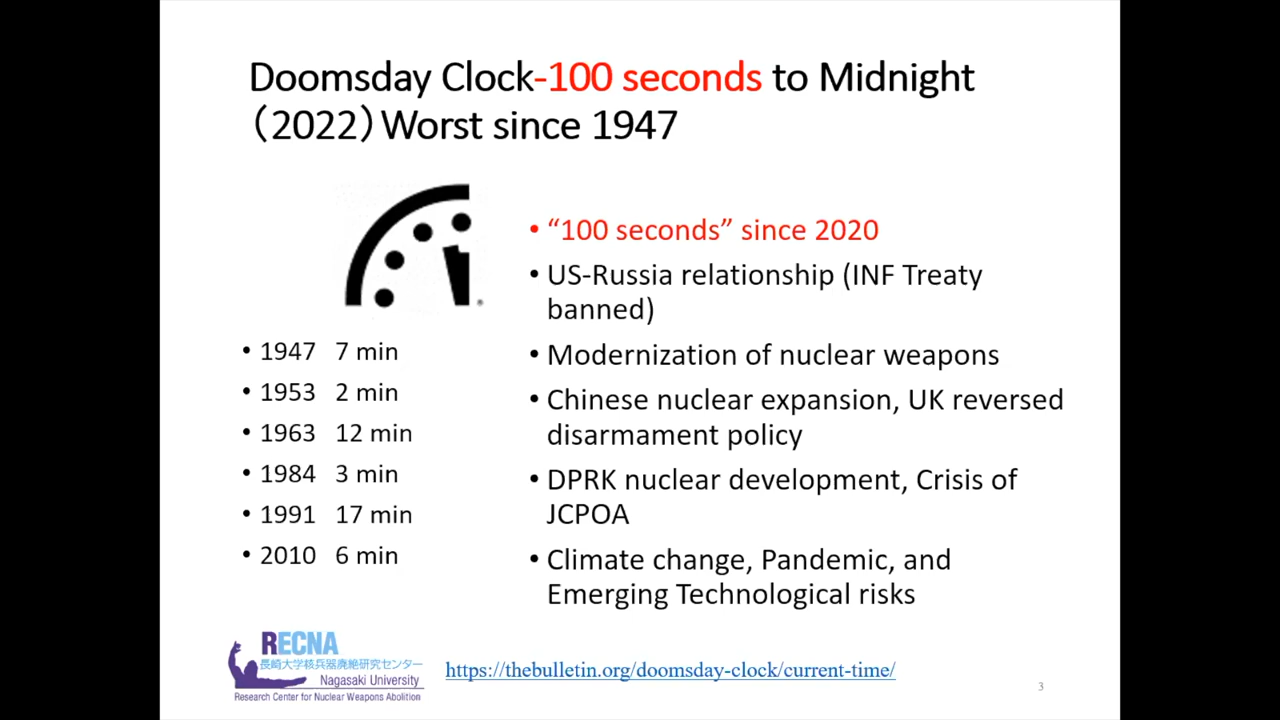 Doomsday Clock-100 seconds to Midnight
（2022）Worst since 1947
• 1947 7 min
• 1953 2 min
• 1963 12 min
• 1984 3 min
• 1991 17 min
• 2010 6 min
• “100 seconds” since 2020
• US-Russia relationship (INF Treaty
banned)
• Modernization of nuclear weapons
• Chinese nuclear expansion, UK reversed
disarmament policy
• DPRK nuclear development, Crisis of
JCPOA
• Climate change, Pandemic, and
Emerging Technological risks
RECNA
長崎大学核兵器廃絶研究センター
Nagasaki University
Research Center for Nuclear Weapons Abolition
https://thebulletin.org/doomsday-clock/current-time/
3